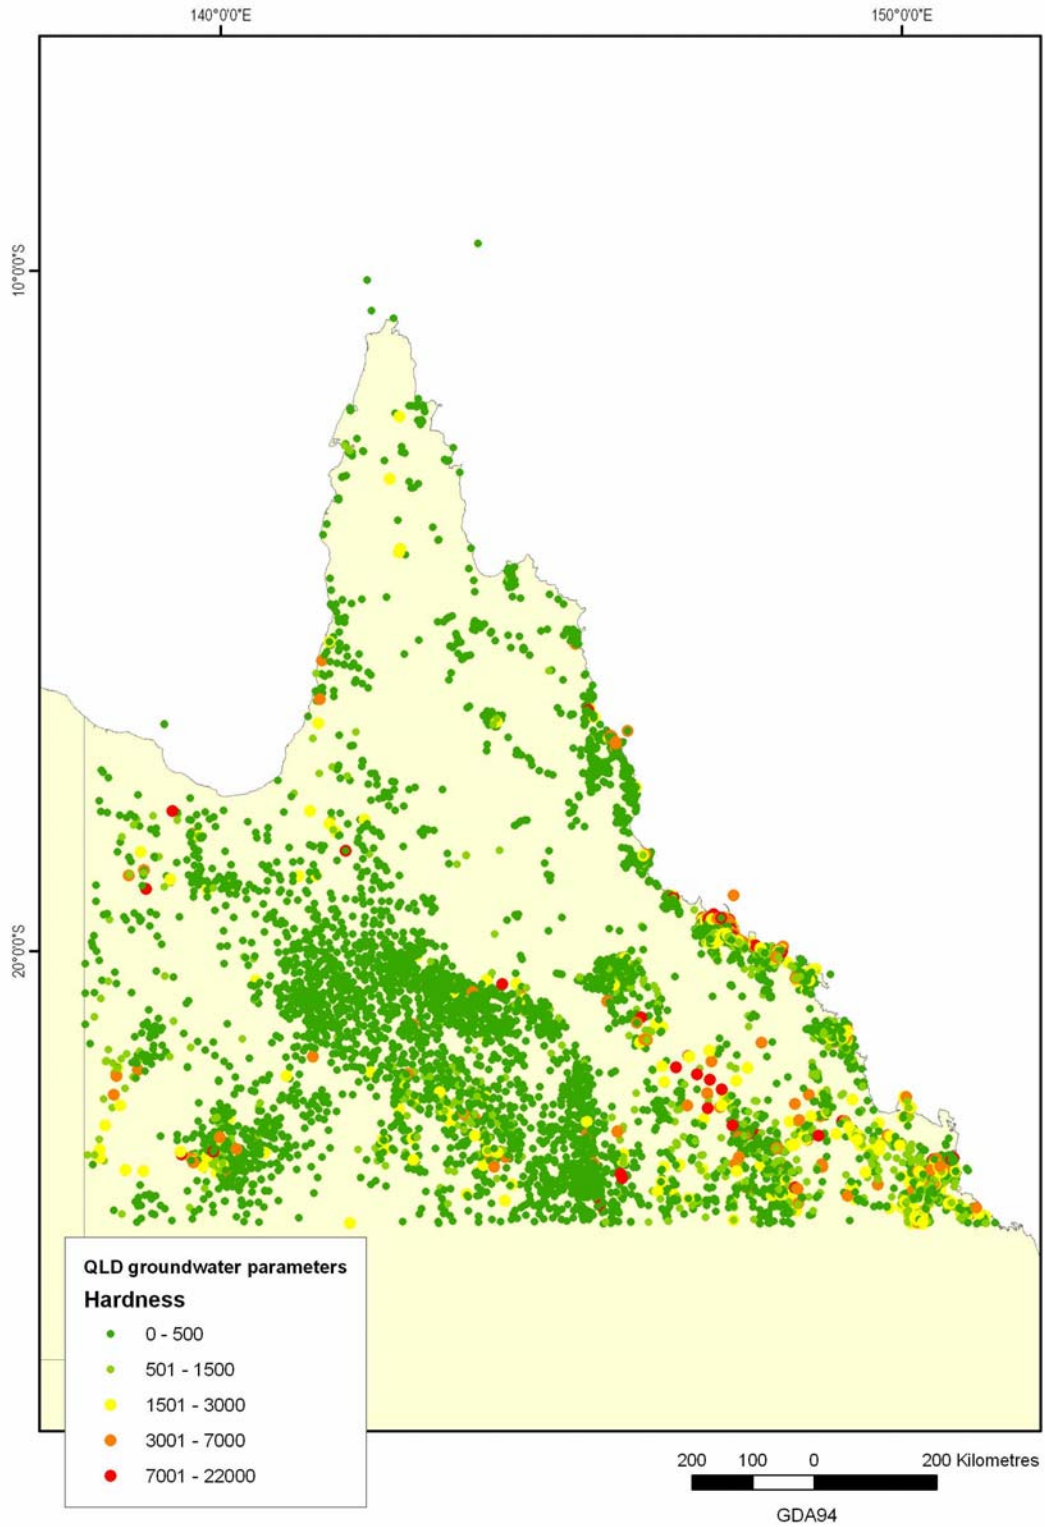 140°0'0"E
150°0'0"E
10°0'0"S
20°0'0"S
QLD groundwater parameters
Hardness
0 - 500
501 - 1500
1501 - 3000
3001 - 7000
7001 - 22000
200 100 0 200 Kilometres
GDA94